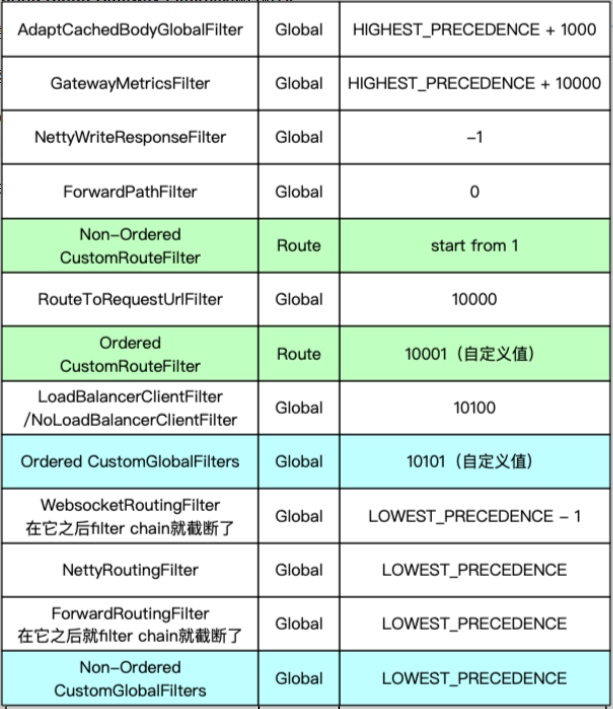 AdaptCachedBodyGlobalFilter Global HIGHEST_PRECEDENCE + 1000
GatewayMetricsFilter Global HIGHEST_PRECEDENCE + 10000
NettyWriteResponseFilter Global –1
ForwardPathFilter Global 0
Non–Ordered
CustomRouteFilter Route start from 1
RouteToRequestUrlFilter Global 10000
Ordered
CustomRouteFilter Route 10001（自定义值）
LoadBalancerClientFilter
/NoLoadBalancerClientFilter Global 10100
Ordered CustomGlobalFilters Global 10101（自定义值）
WebsocketRoutingFilter
在它之后filter chain就截断了 Global LOWEST_PRECEDENCE – 1
NettyRoutingFilter Global LOWEST_PRECEDENCE
ForwardRoutingFilter
在它之后就filter chain就截断了 Global LOWEST_PRECEDENCE
Non–Ordered
CustomGlobalFilters Global LOWEST_PRECEDENCE